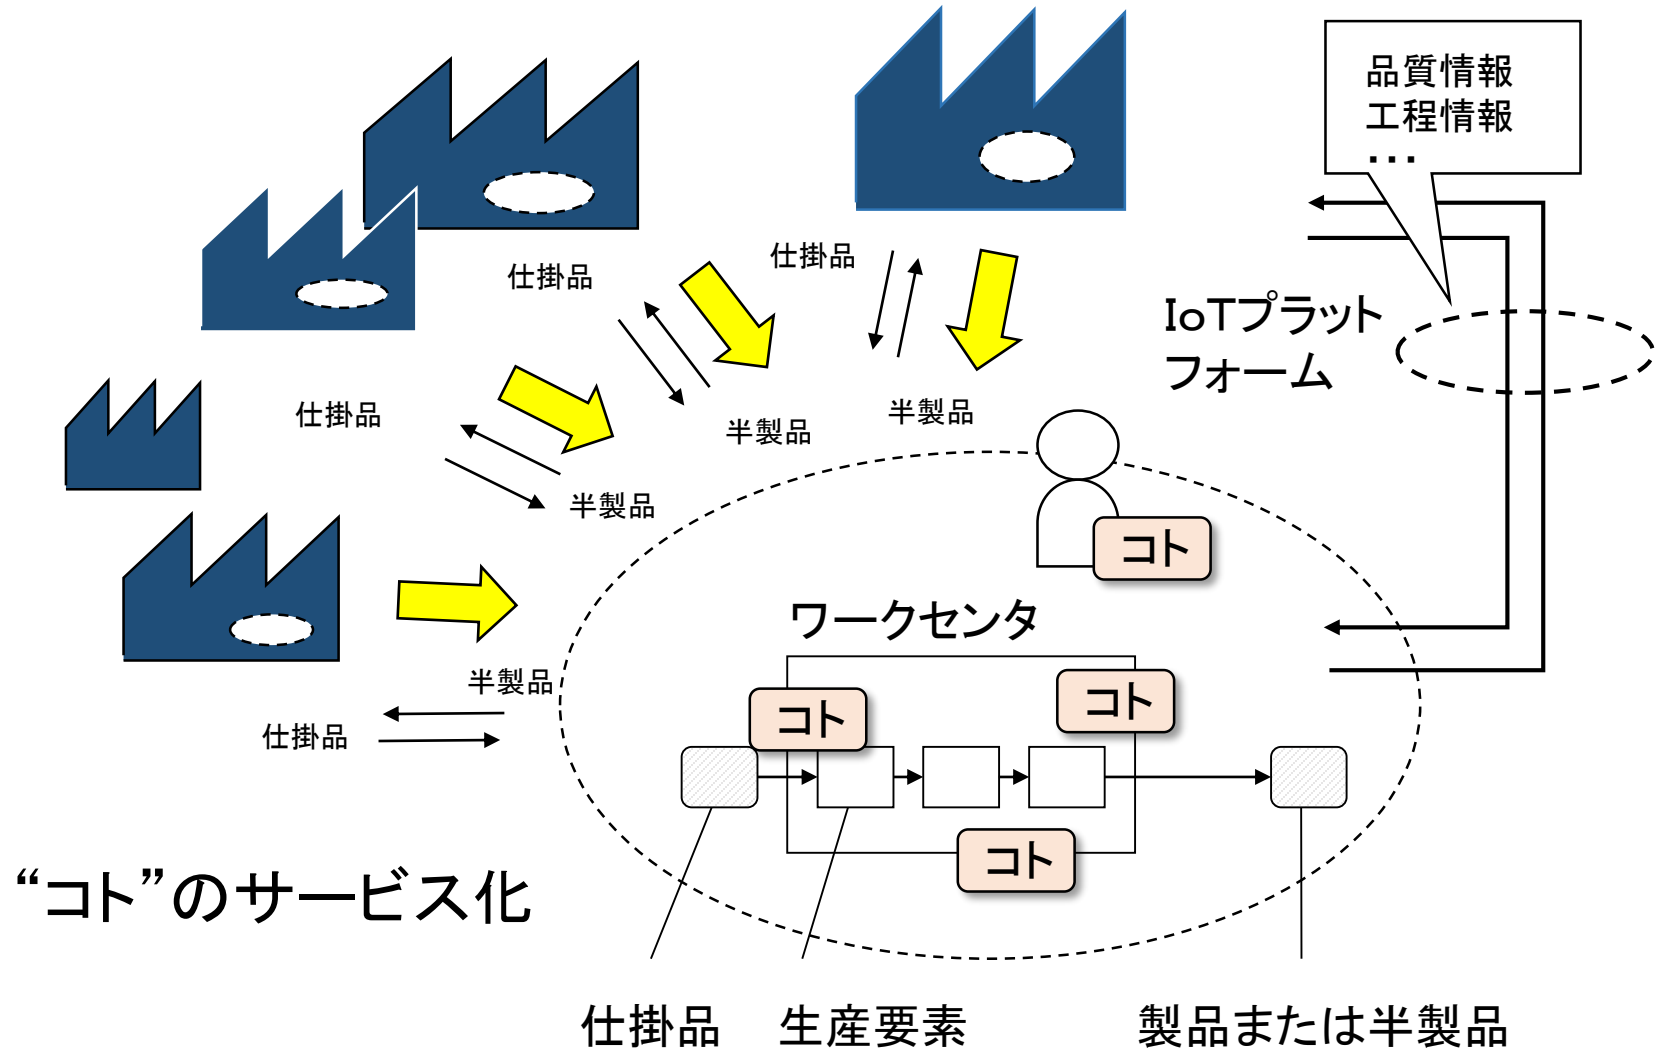 品質情報
工程情報
・・・
仕掛品
仕掛品
IoTプラット
フォーム
仕掛品
半製品
半製品
半製品
コト
ワークセンタ
半製品
仕掛品
コト
コト
コト
“コト”のサービス化
仕掛品
生産要素
製品または半製品